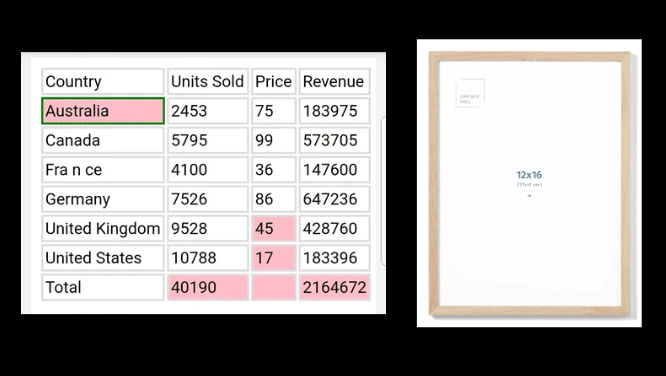 Country Units Sold Price Revenue
Australia 2453 75 183975
Canada 5795 99 573705
Fra n ce 4100 36 147600
Germany 7526 86 647236
United Kingdom 9528 45 428760
United States 10788 17 183396
Total 40190 2164672
OPPOSITE
WALL
12x16
(31x41 cm)